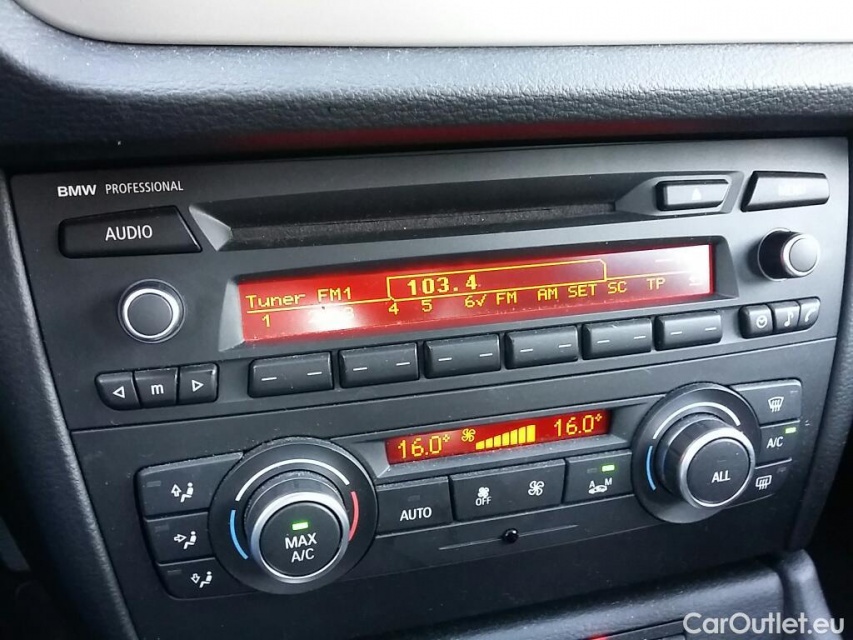 BMW PROFESSIONAL
AUDIO
Tuner FM1 103.4
1 4 5 6√ FM AM SET SC TP
m
16.0° 16.0°
AUTO
OFF
A M
ALL
A/C
MAX
A/C
CarOutlet.eu